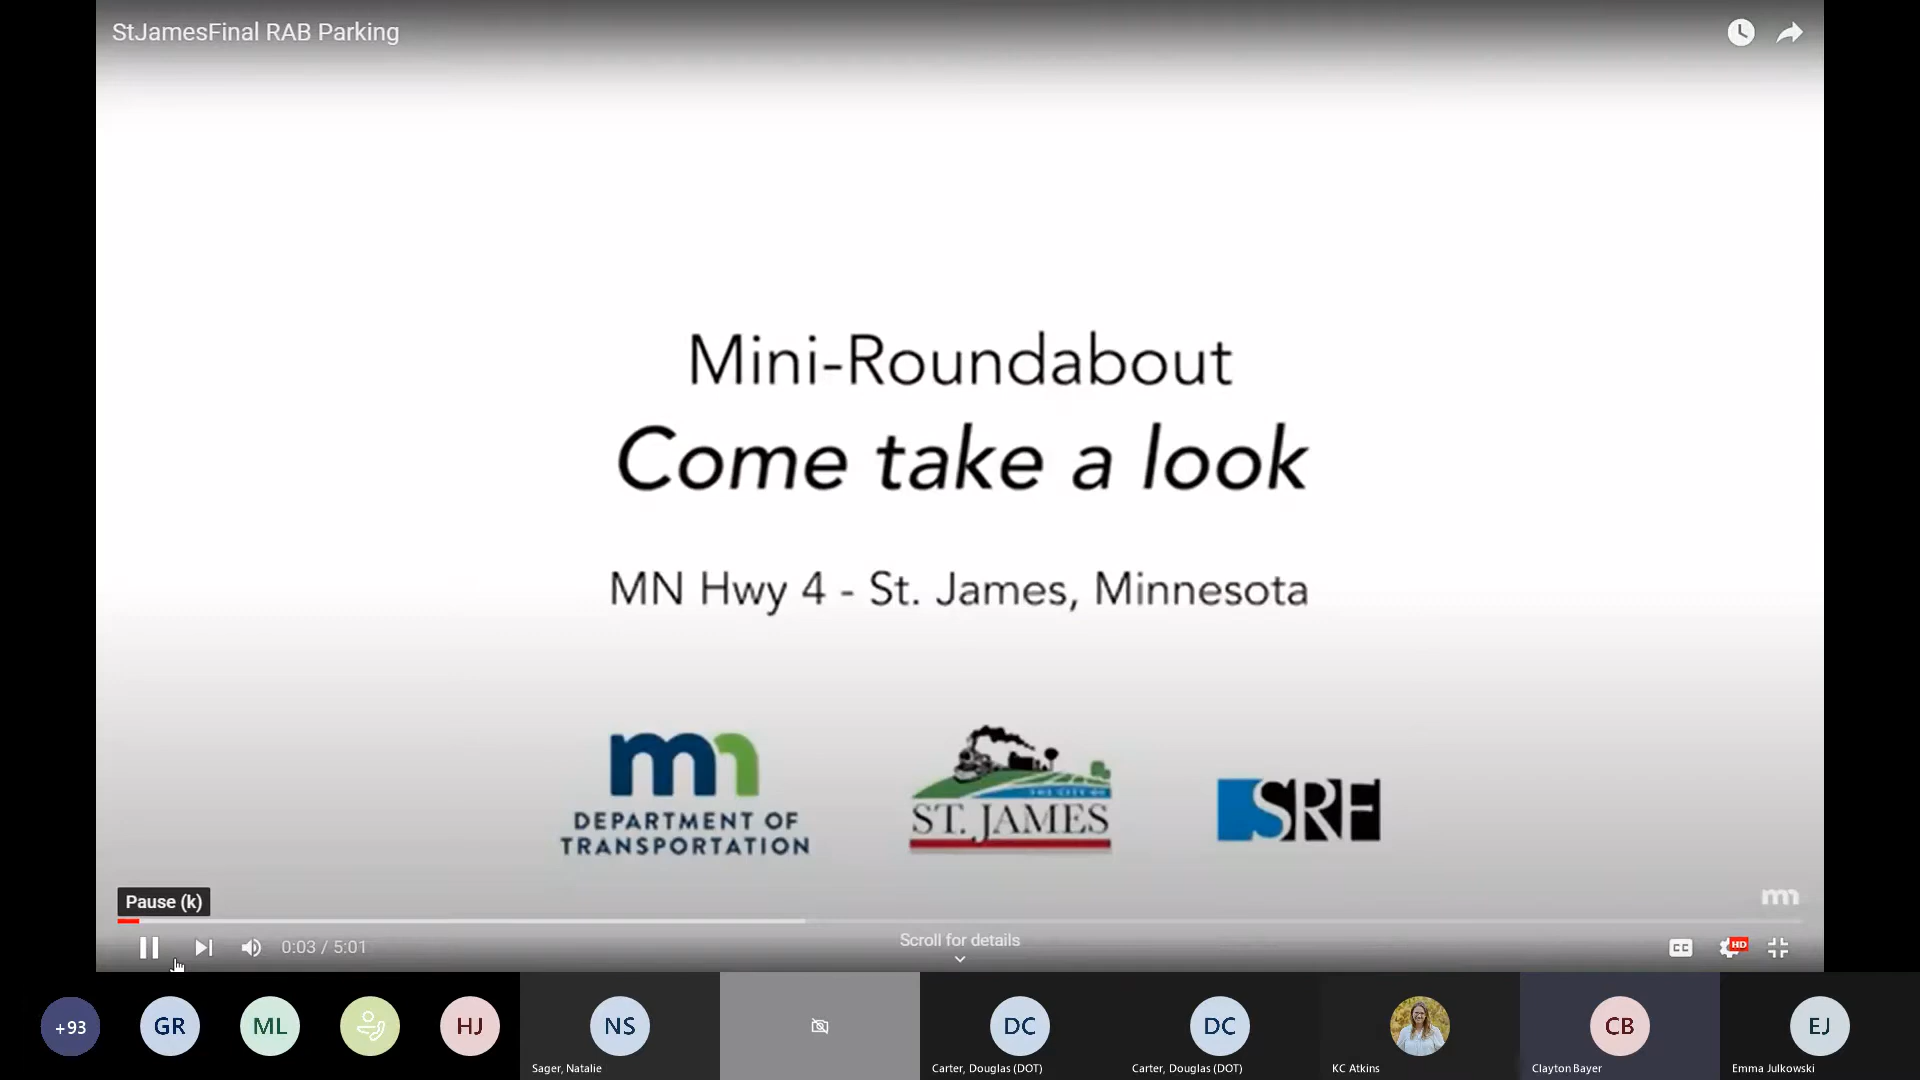 StJamesFinal RAB Parking
Mini-Roundabout
Come take a look
MN Hwy 4 - St. James, Minnesota
mn
DEPARTMENT OF
TRANSPORTATION
THE CITY OF
ST. JAMES
SRF
Pause (k)
mn
0:03 / 5:01
Scroll for details
CC
HD
+93
GR
ML
HJ
NS
DC
DC
CB
EJ
Sager, Natalie
Carter, Douglas (DOT)
Carter, Douglas (DOT)
KC Atkins
Clayton Bayer
Emma Julkowski